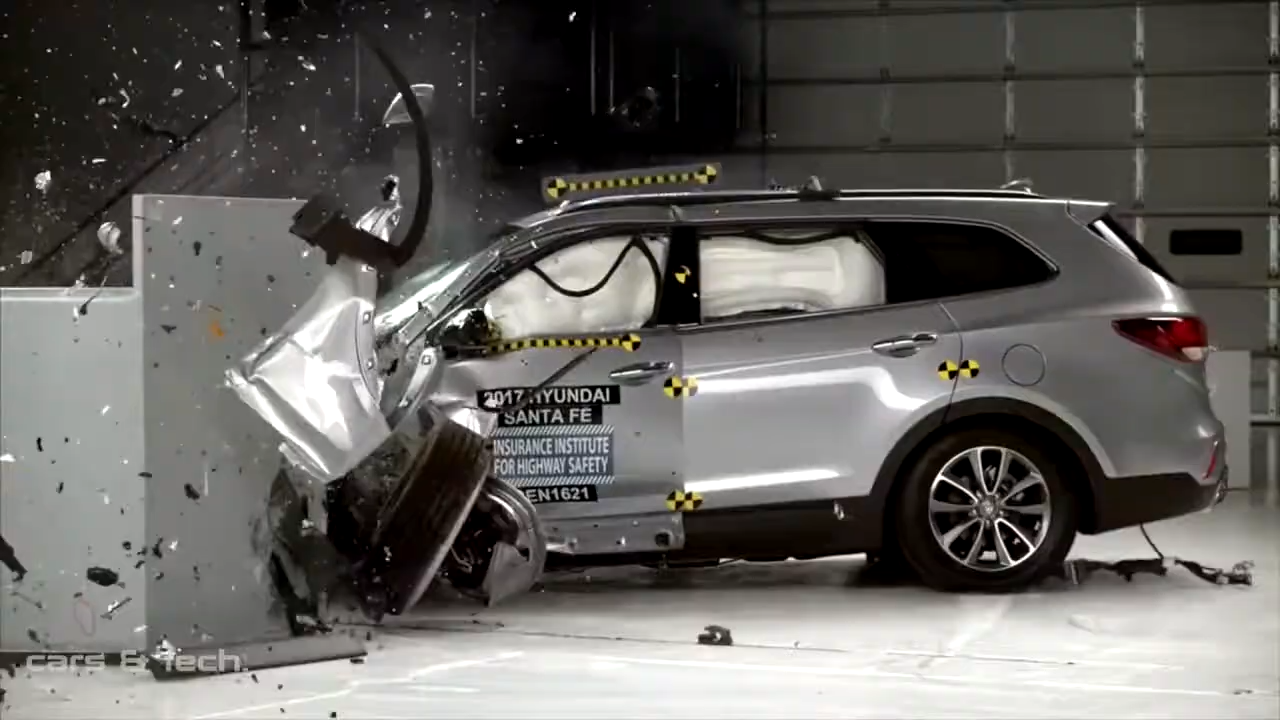 2017 HYUNDAI
SANTA FE
INSURANCE INSTITUTE
FOR HIGHWAY SAFETY
EN1621
cars & tech.